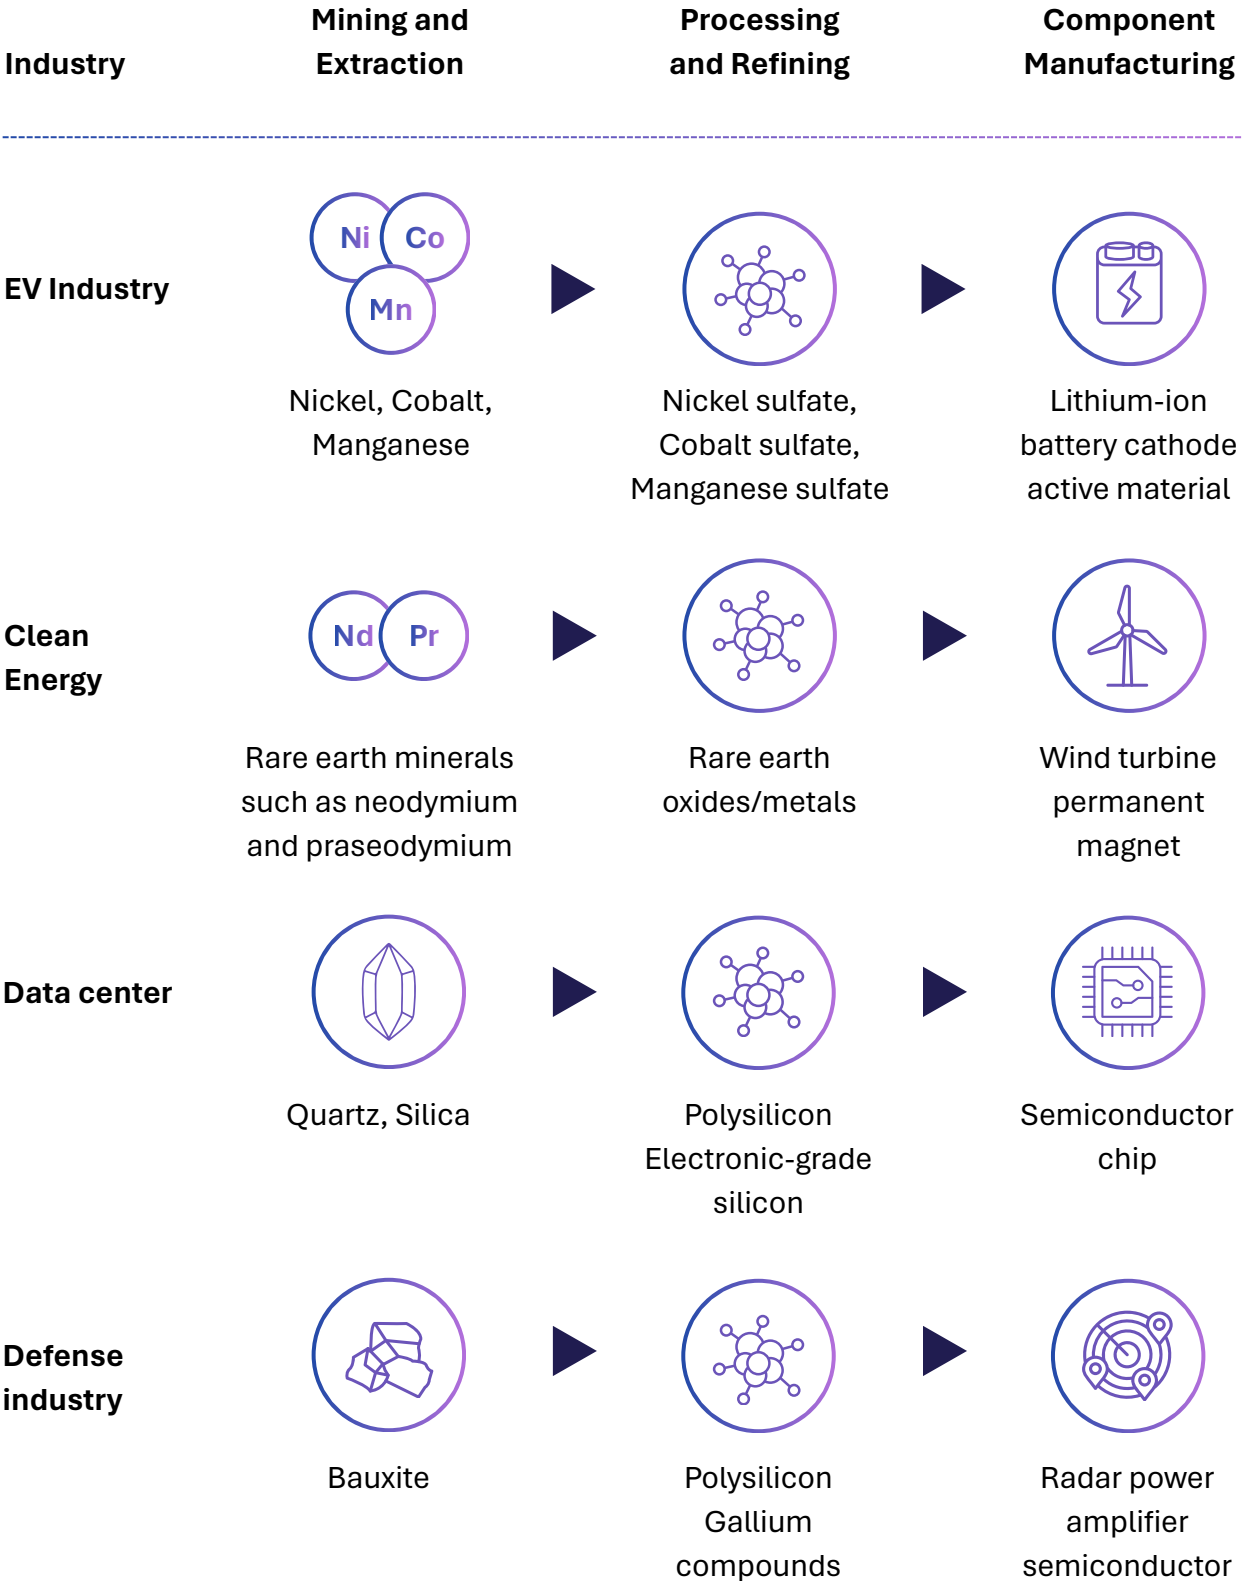 Industry
Mining and
Extraction
Processing
and Refining
Component
Manufacturing
EV Industry
Ni
Co
Mn
Nickel, Cobalt,
Manganese
Nickel sulfate,
Cobalt sulfate,
Manganese sulfate
Lithium-ion
battery cathode
active material
Clean
Energy
Nd
Pr
Rare earth minerals
such as neodymium
and praseodymium
Rare earth
oxides/metals
Wind turbine
permanent
magnet
Data center
Quartz, Silica
Polysilicon
Electronic-grade
silicon
Semiconductor
chip
Defense
industry
Bauxite
Polysilicon
Gallium
compounds
Radar power
amplifier
semiconductor